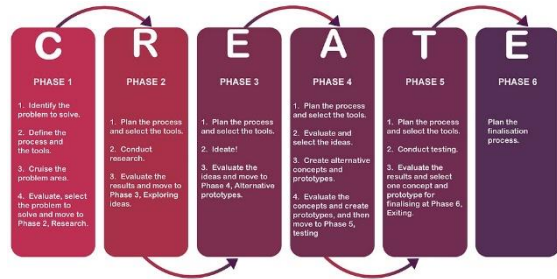 C
PHASE 1
1. Identify the
problem to solve.
2. Define the
process and
the tools.
3. Cruise the
problem area.
4. Evaluate, select
the problem to
solve and move to
Phase 2, Research.
R
PHASE 2
1. Plan the process
and select the tools.
2. Conduct
research.
3. Evaluate the
results and move to
Phase 3, Exploring
ideas.
E
PHASE 3
1. Plan the process
and select the tools.
2. Ideate!
3. Evaluate the
ideas and move to
Phase 4, Alternative
prototypes.
A
PHASE 4
1. Plan the process
and select the tools.
2. Evaluate and
select the ideas.
3. Create alternative
concepts and
prototypes.
4. Evaluate the
concepts and create
prototypes, and then
move to Phase 5,
testing
T
PHASE 5
1. Plan the process
and select the tools.
2. Conduct testing.
3. Evaluate the
results and select
one concept and
prototype for
finalising at Phase 6,
Exiting.
E
PHASE 6
Plan the
finalisation
process.